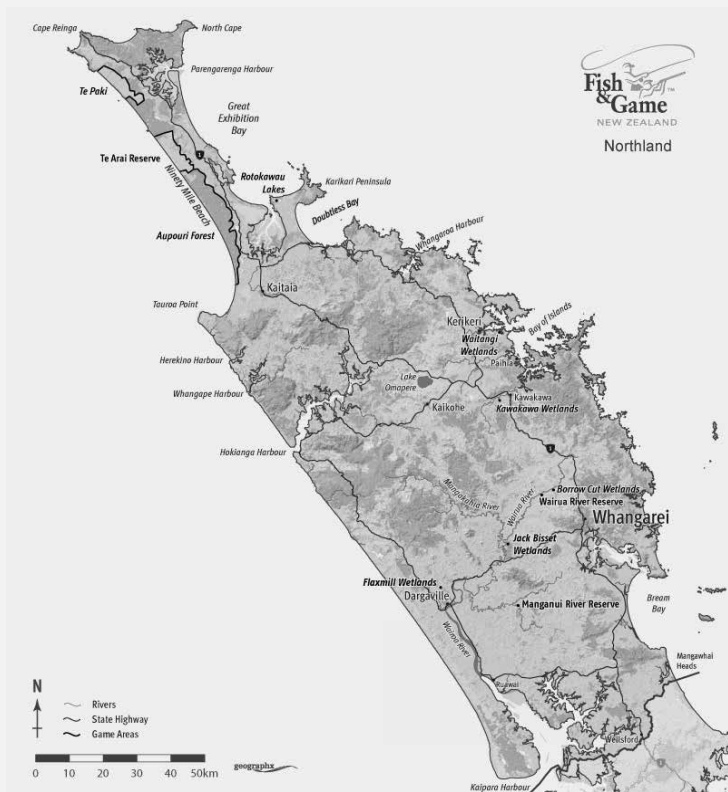 Cape Reinga
North Cape
Parengarenga Harbour
Te Paki
Great
Exhibition
Bay
Fish
&Game
TM
NEW ZEALAND
Northland
Te Arai Reserve
1
Ninety Mile Beach
Rotokawau
Lakes
Karikari Peninsula
Doubtless Bay
Aupouri Forest
Whangaroa Harbour
Kaitaia
Tauroa Point
Kerikeri
Bay of Islands
Waitangi
Wetlands
Paihia
Herekino Harbour
Lake
Omapere
Whangape Harbour
Kawakawa
Kaikohe
Kawakawa Wetlands
Hokianga Harbour
1
Mangakahia River
Wairua River
Borrow Cut Wetlands
Wairua River Reserve
Whangarei
Jack Bisset
Wetlands
Flaxmill Wetlands
Dargaville
Manganui River Reserve
Bream
Bay
Wairoa River
Mangawhai
Heads
Ruawai
N
Rivers
State Highway
Game Areas
Wellsford
0 10 20 30 40 50km
geographx
1
Kaipara Harbour